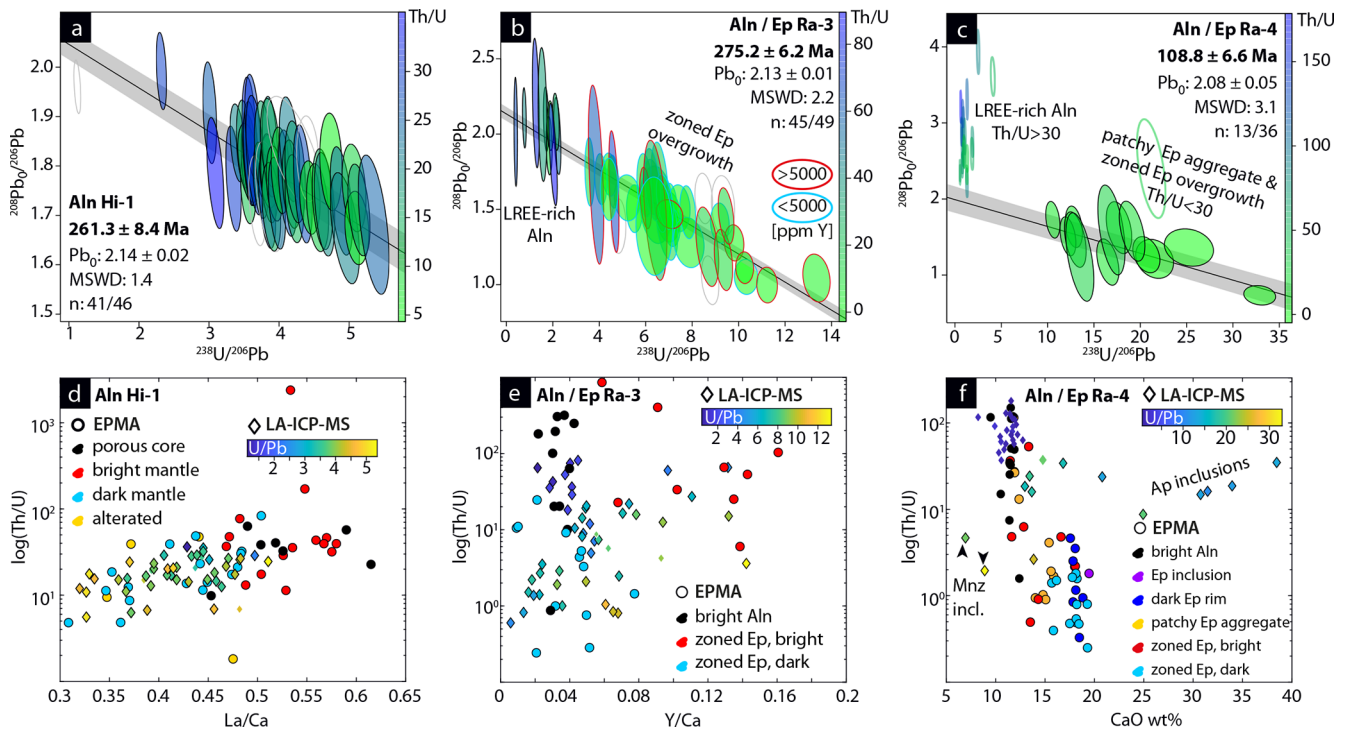 a
Th/U
2.0
1.9
1.8
1.7
1.6
1.5
208Pb0/206Pb
Aln Hi-1
261.3 ± 8.4 Ma
Pb0: 2.14 ± 0.02
MSWD: 1.4
n: 41/46
30
25
20
15
10
5
1
2
3
4
5
238U/206Pb
b
Aln / Ep Ra-3
275.2 ± 6.2 Ma
Pb0: 2.13 ± 0.01
MSWD: 2.2
n: 45/49
Th/U
2.5
2.0
1.5
1.0
208Pb0/206Pb
zoned Ep
overgrowth
LREE-rich
Aln
>5000
<5000
[ppm Y]
80
60
40
20
0
0
2
4
6
8
10
12
14
238U/206Pb
c
Aln / Ep Ra-4
108.8 ± 6.6 Ma
Pb0: 2.08 ± 0.05
MSWD: 3.1
n: 13/36
Th/U
4
3
2
1
208Pb0/206Pb
LREE-rich Aln
Th/U>30
patchy Ep aggregate &
zoned Ep overgrowth
Th/U<30
150
100
50
0
0
5
10
15
20
25
30
35
238U/206Pb
d
Aln Hi-1
EPMA
porous core
bright mantle
dark mantle
alterated
LA-ICP-MS
U/Pb
2
3
4
5
10³
10²
10¹
log(Th/U)
0.3
0.35
0.4
0.45
0.5
0.55
0.6
0.65
La/Ca
e
Aln / Ep Ra-3
LA-ICP-MS
U/Pb
2
4
6
8
10
12
10²
10¹
10⁰
log(Th/U)
EPMA
bright Aln
zoned Ep, bright
zoned Ep, dark
0
0.04
0.08
0.12
0.16
0.2
Y/Ca
f
Aln / Ep Ra-4
LA-ICP-MS
U/Pb
10
20
30
10²
10¹
10⁰
log(Th/U)
Ap inclusions
Mnz
incl.
EPMA
bright Aln
Ep inclusion
dark Ep rim
patchy Ep aggregate
zoned Ep, bright
zoned Ep, dark
5
10
15
20
25
30
35
40
CaO wt%